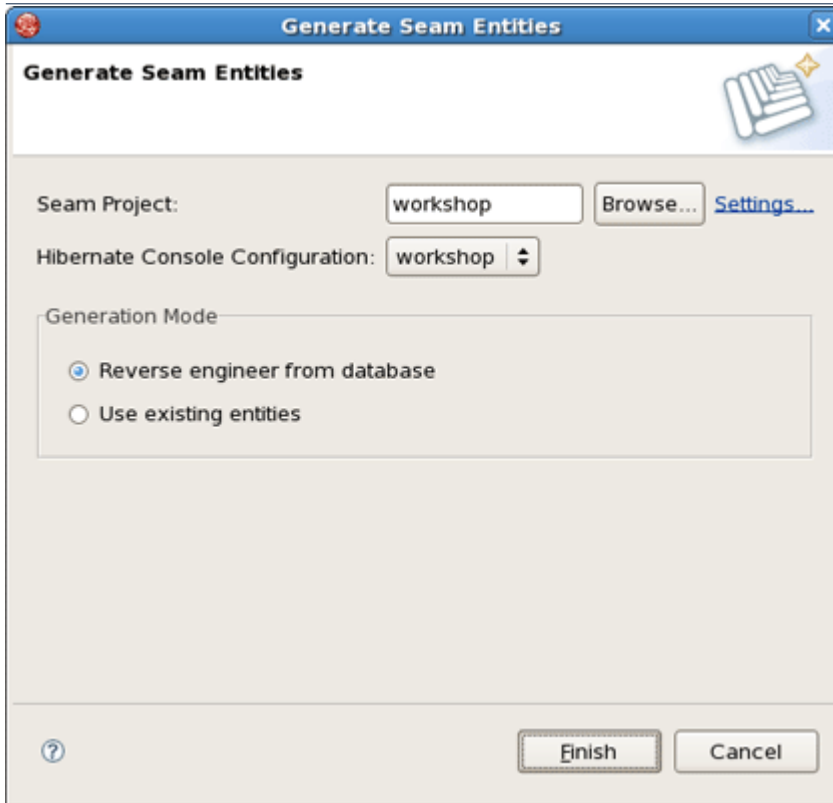 Generate Seam Entities
Generate Seam Entities
Seam Project: workshop Browse... Settings...
Hibernate Console Configuration: workshop
Generation Mode
Reverse engineer from database
Use existing entities
? Finish Cancel